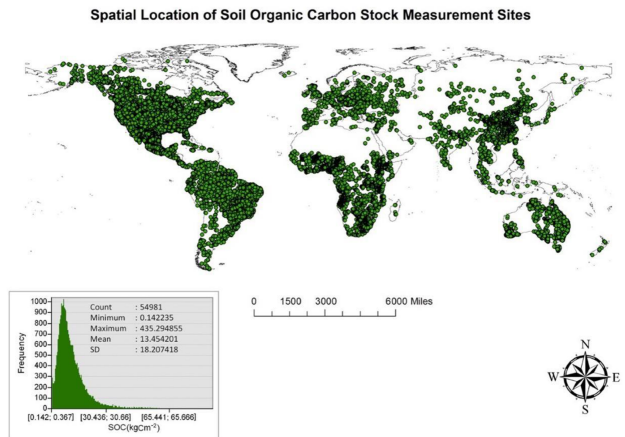 Spatial Location of Soil Organic Carbon Stock Measurement Sites
0 1500 3000 6000 Miles
N
W E
S
Frequency
1000
900
800
700
600
500
400
300
200
100
0
Count : 54981
Minimum : 0.142235
Maximum : 435.294855
Mean : 13.454201
SD : 18.207418
[0.142; 0.367] [30.436; 30.66] [65.441; 65.666]
SOC(kgCm-²)